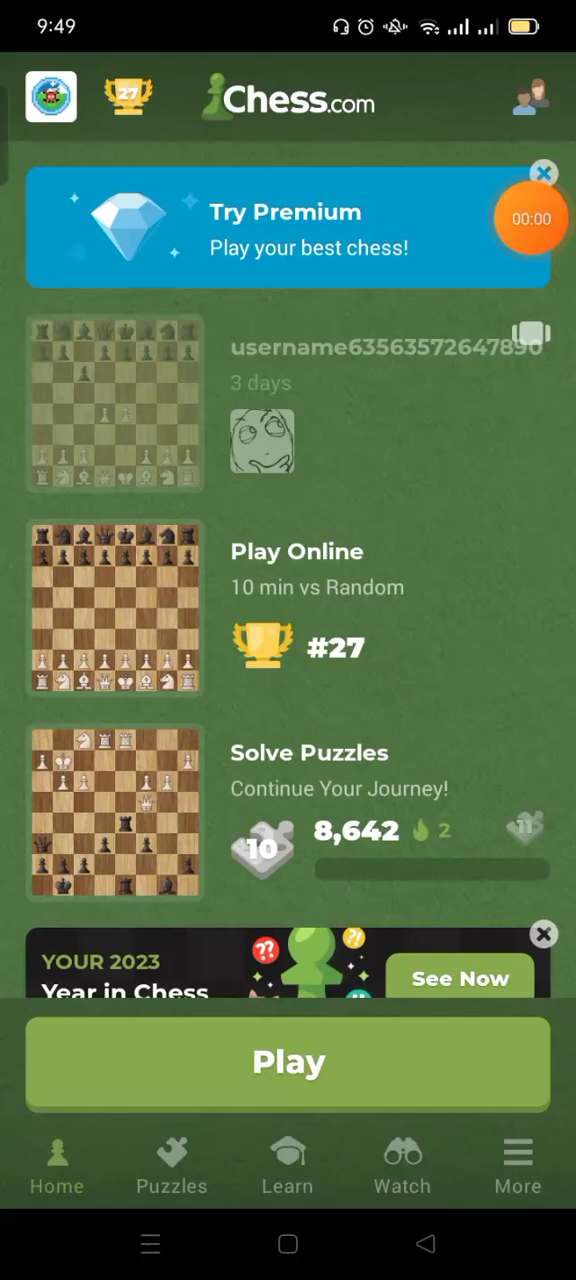 9:49
27
Chess.com
Try Premium
Play your best chess!
00:00
username63563572647890
3 days
Play Online
10 min vs Random
#27
Solve Puzzles
Continue Your Journey!
10
8,642
2
11
YOUR 2023
Year in Chess
??
?!
See Now
Play
Home
Puzzles
Learn
Watch
More